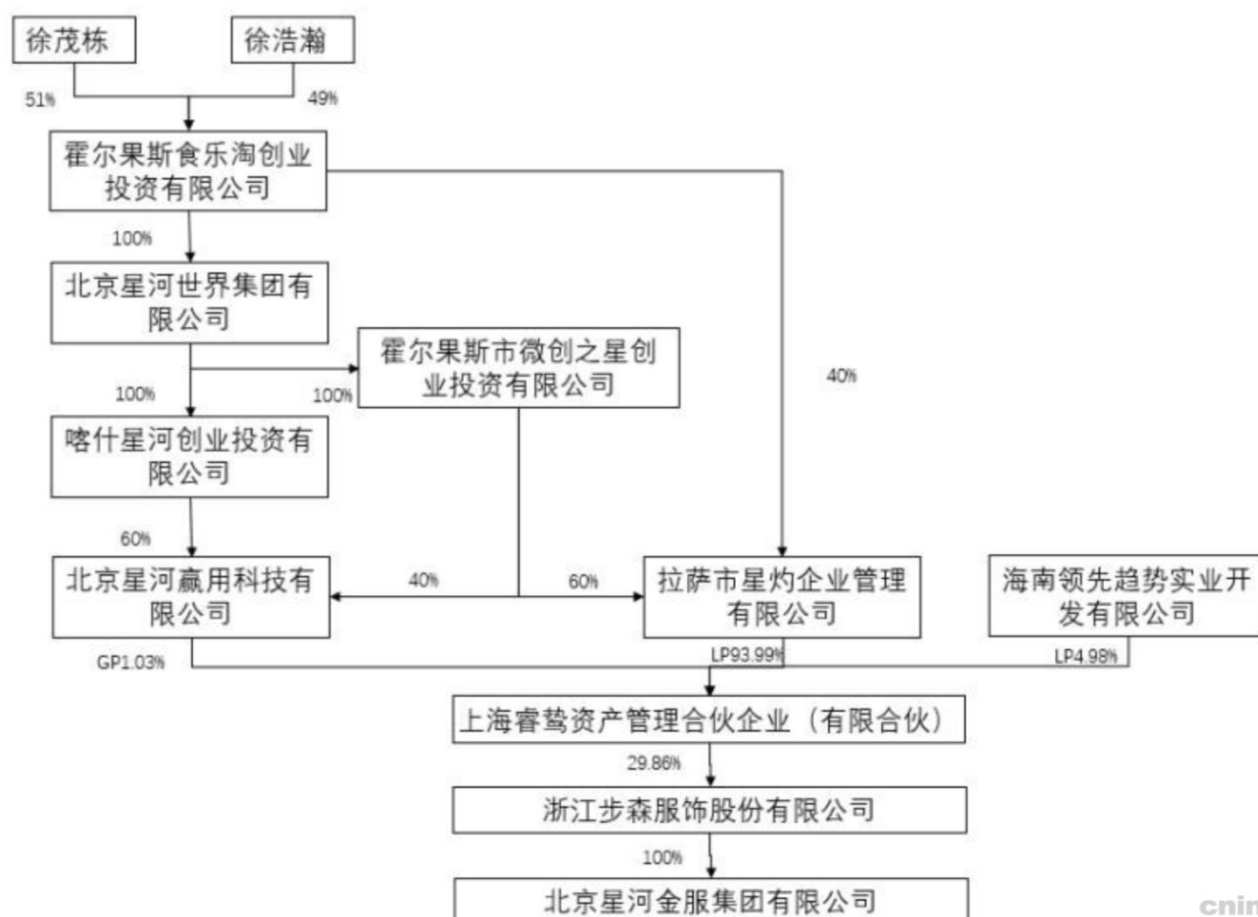 徐茂栋
徐浩瀚
51%
49%
霍尔果斯食乐淘创业
投资有限公司
100%
北京星河世界集团有
限公司
霍尔果斯市微创之星创
业投资有限公司
40%
100%
100%
喀什星河创业投资有
限公司
60%
北京星河赢用科技有
限公司
40%
60%
拉萨市星灼企业管理
有限公司
海南领先趋势实业开
发有限公司
GP1.03%
LP93.99%
LP4.98%
上海睿鸷资产管理合伙企业（有限合伙）
29.86%
浙江步森服饰股份有限公司
100%
北京星河金服集团有限公司
cnin